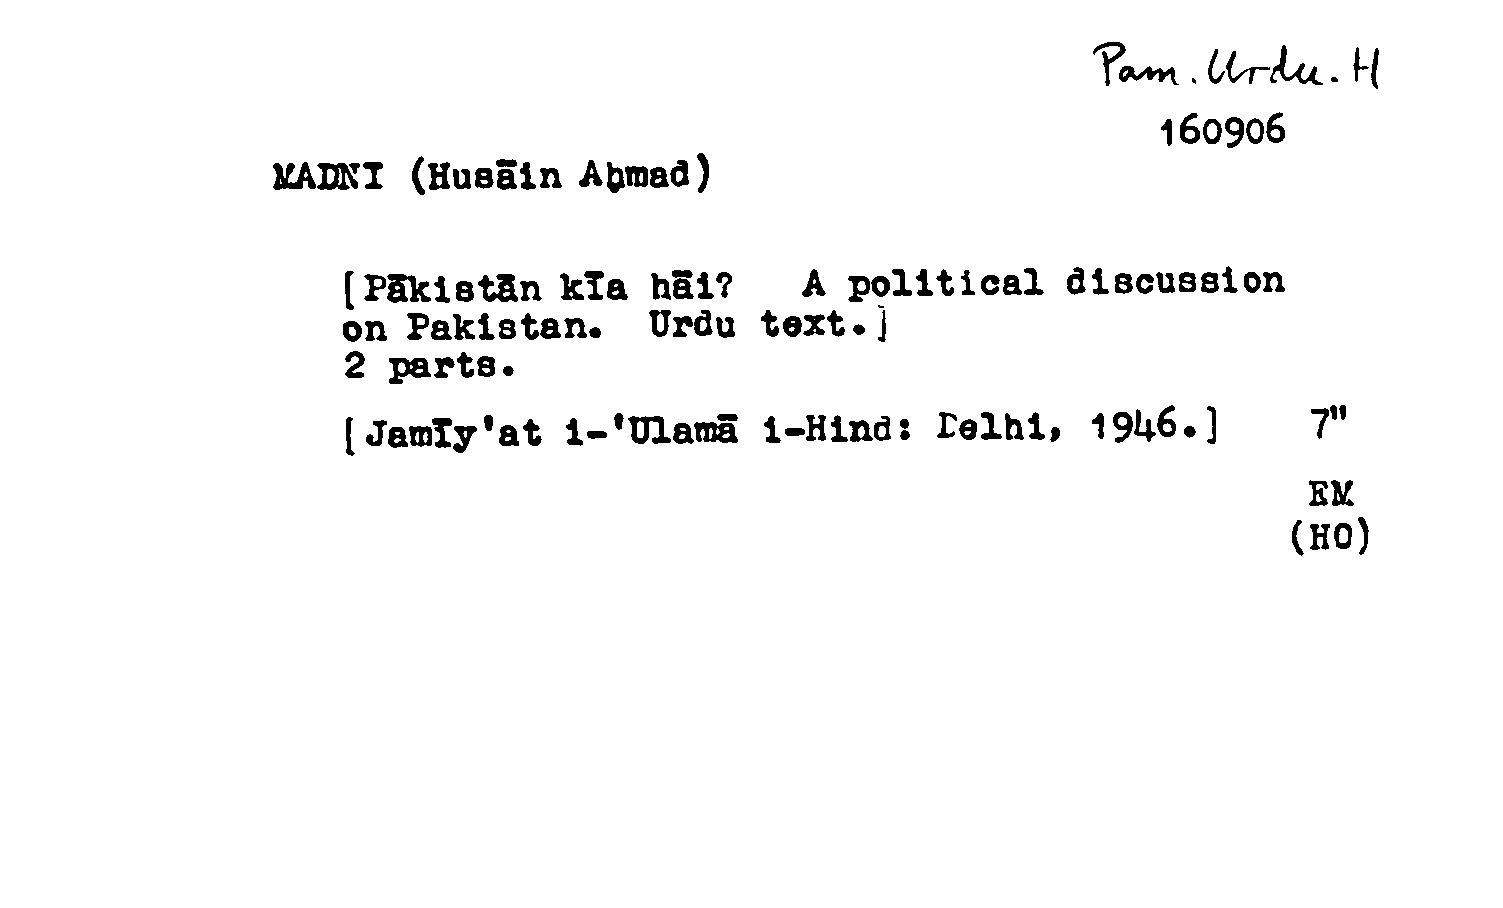 Pam. Urdu. H
160906
MADNI (Husāin Aḥmad)
[Pākistān kīa hāi? A political discussion
on Pakistan. Urdu text.]
2 parts.
[Jamīy'at i-'Ulamā i-Hind: Delhi, 1946.] 7"
EM
(HO)